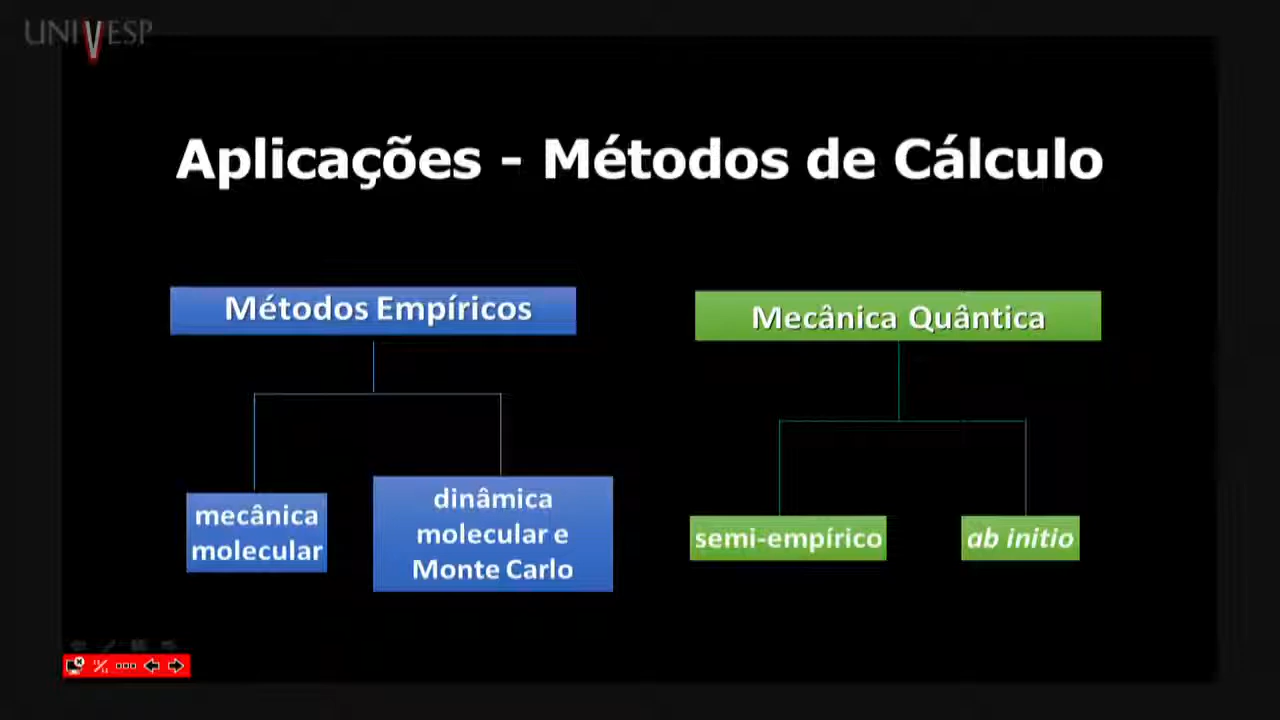 UNIVESP
Aplicações - Métodos de Cálculo
Métodos Empíricos
Mecânica Quântica
mecânica
molecular
dinâmica
molecular e
Monte Carlo
semi-empírico
ab initio